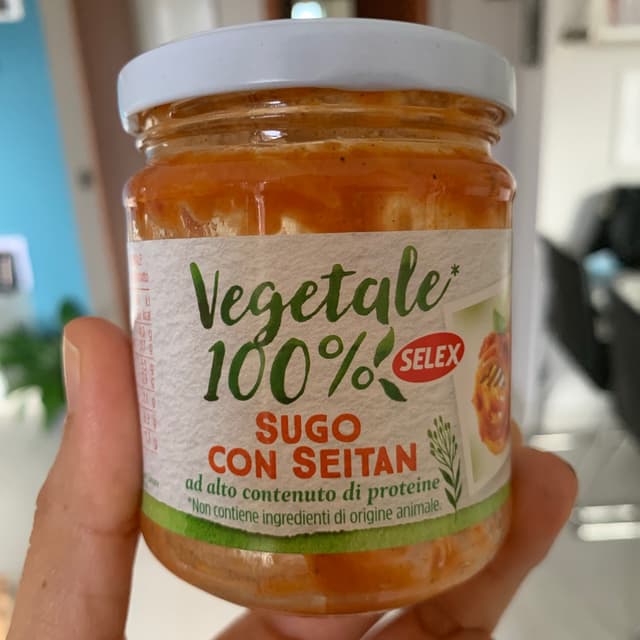 Vegetale*
100%
SELEX
SUGO
CON SEITAN
ad alto contenuto di proteine
*Non contiene ingredienti di origine animale.